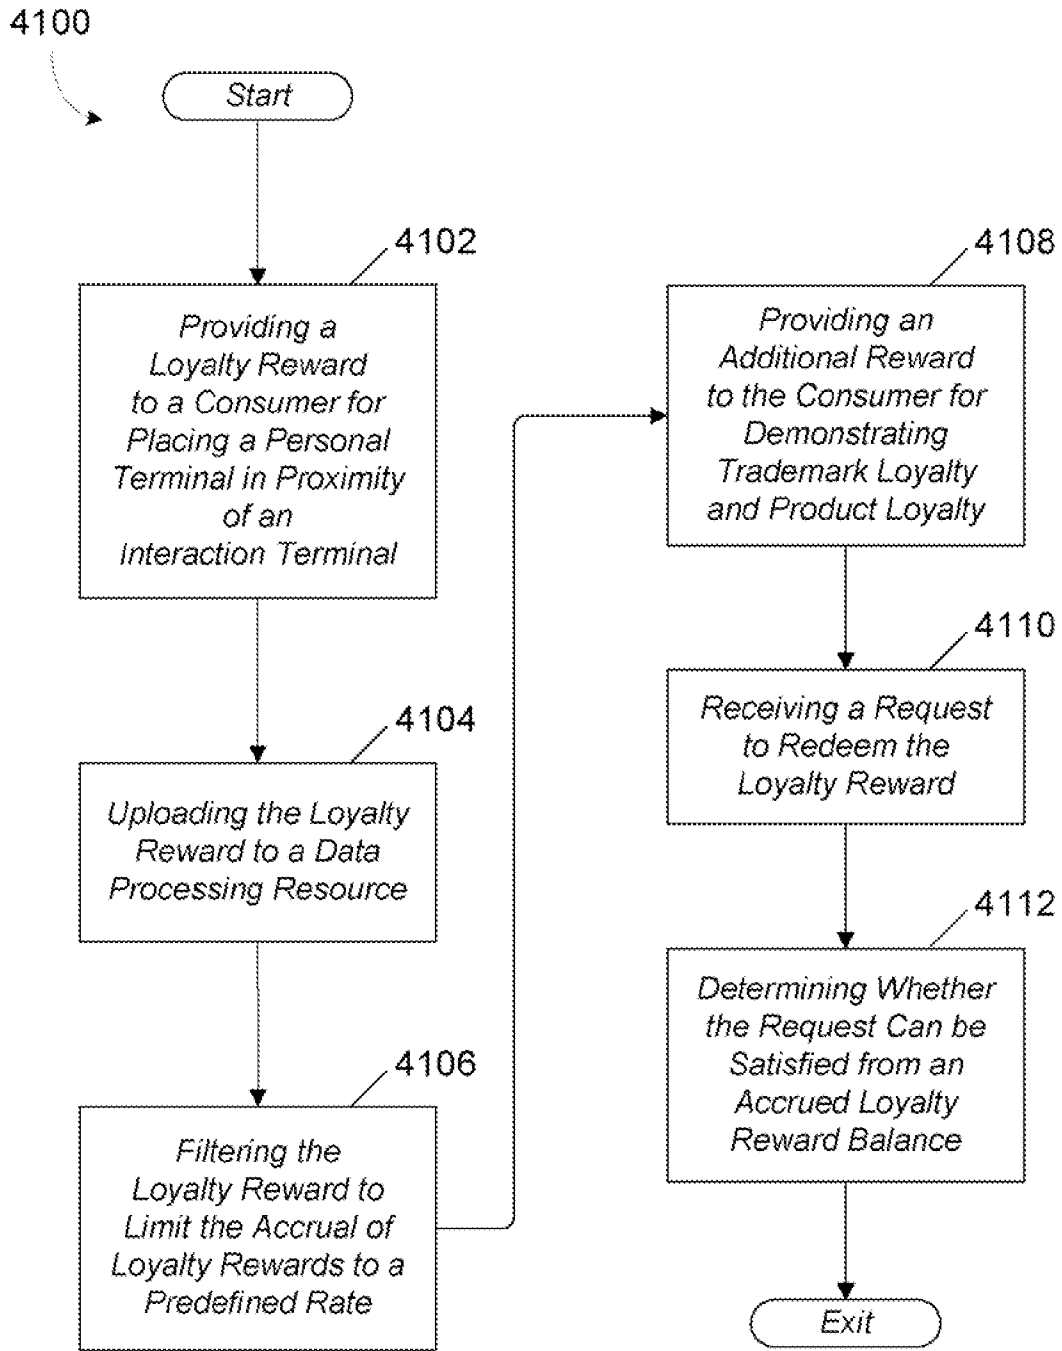 4100
Start
4102
Providing a
Loyalty Reward
to a Consumer for
Placing a Personal
Terminal in Proximity
of an
Interaction Terminal
4104
Uploading the Loyalty
Reward to a Data
Processing Resource
4106
Filtering the
Loyalty Reward to
Limit the Accrual of
Loyalty Rewards to a
Predefined Rate
4108
Providing an
Additional Reward
to the Consumer for
Demonstrating
Trademark Loyalty
and Product Loyalty
4110
Receiving a Request
to Redeem the
Loyalty Reward
4112
Determining Whether
the Request Can be
Satisfied from an
Accrued Loyalty
Reward Balance
Exit